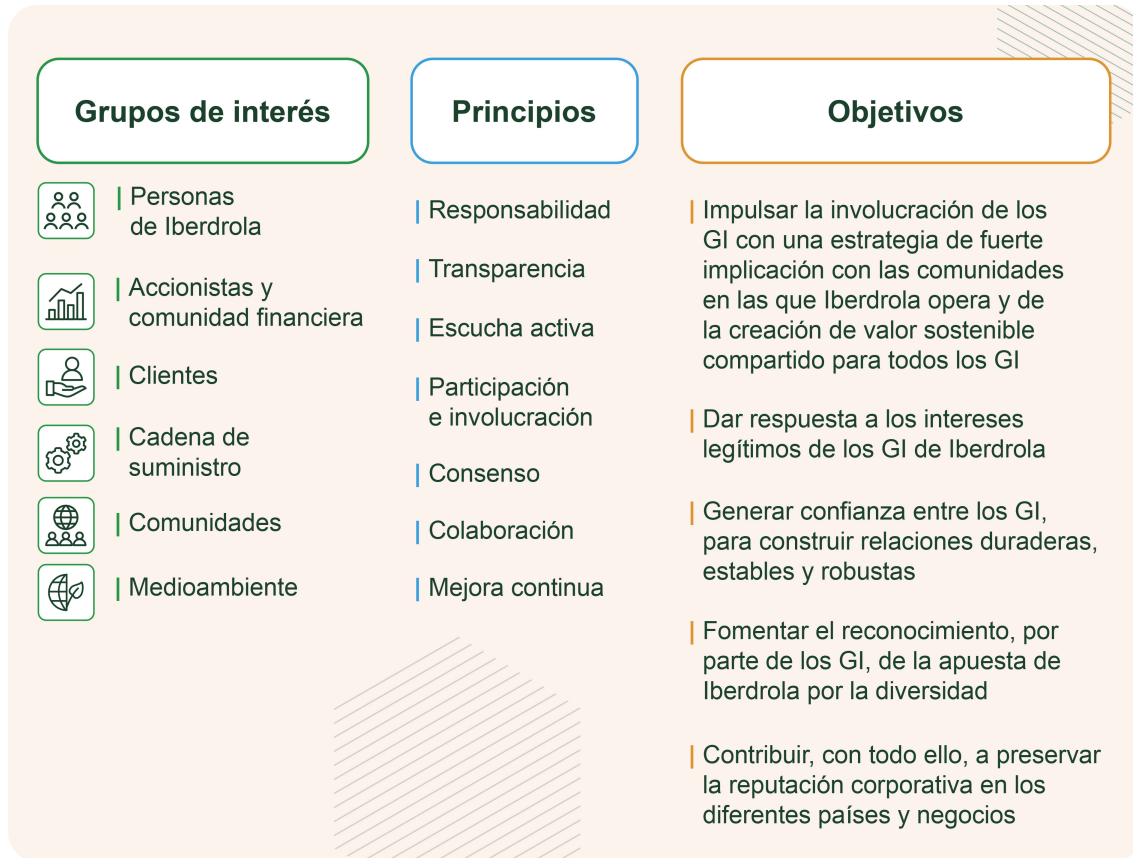 Grupos de interés
Personas
de Iberdrola
Accionistas y
comunidad financiera
Clientes
Cadena de
suministro
Comunidades
Medioambiente
Principios
Responsabilidad
Transparencia
Escucha activa
Participación
e involucración
Consenso
Colaboración
Mejora continua
Objetivos
Impulsar la involucración de los
GI con una estrategia de fuerte
implicación con las comunidades
en las que Iberdrola opera y de
la creación de valor sostenible
compartido para todos los GI
Dar respuesta a los intereses
legítimos de los GI de Iberdrola
Generar confianza entre los GI,
para construir relaciones duraderas,
estables y robustas
Fomentar el reconocimiento, por
parte de los GI, de la apuesta de
Iberdrola por la diversidad
Contribuir, con todo ello, a preservar
la reputación corporativa en los
diferentes países y negocios